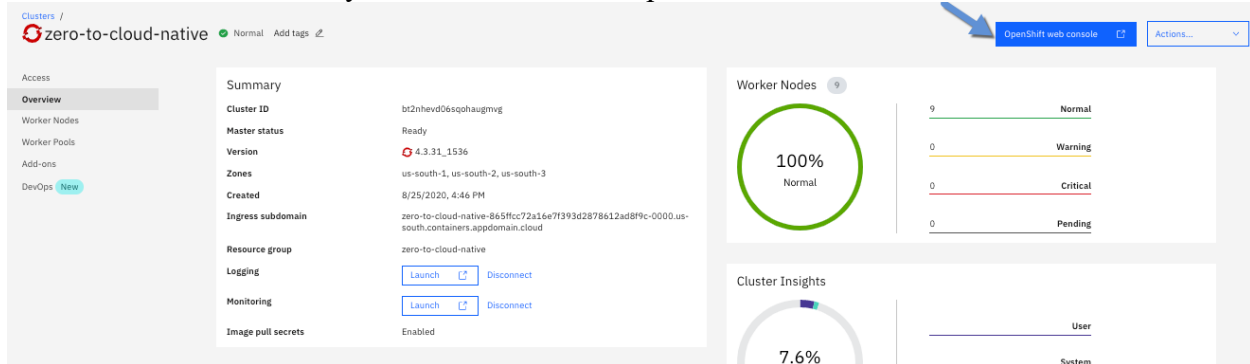 Clusters /
zero-to-cloud-native Normal Add tags
OpenShift web console
Actions...
Access
Overview
Worker Nodes
Worker Pools
Add-ons
DevOps New
Summary
Cluster ID bt2nhevd06sqohaugmvg
Master status Ready
Version 4.3.31_1536
Zones us-south-1, us-south-2, us-south-3
Created 8/25/2020, 4:46 PM
Ingress subdomain zero-to-cloud-native-865ffcc72a16e7f393d2878612ad8f9c-0000.us-
south.containers.appdomain.cloud
Resource group zero-to-cloud-native
Logging Launch Disconnect
Monitoring Launch Disconnect
Image pull secrets Enabled
Worker Nodes 9
100%
Normal
9 Normal
0 Warning
0 Critical
0 Pending
Cluster Insights
7.6%
User
System